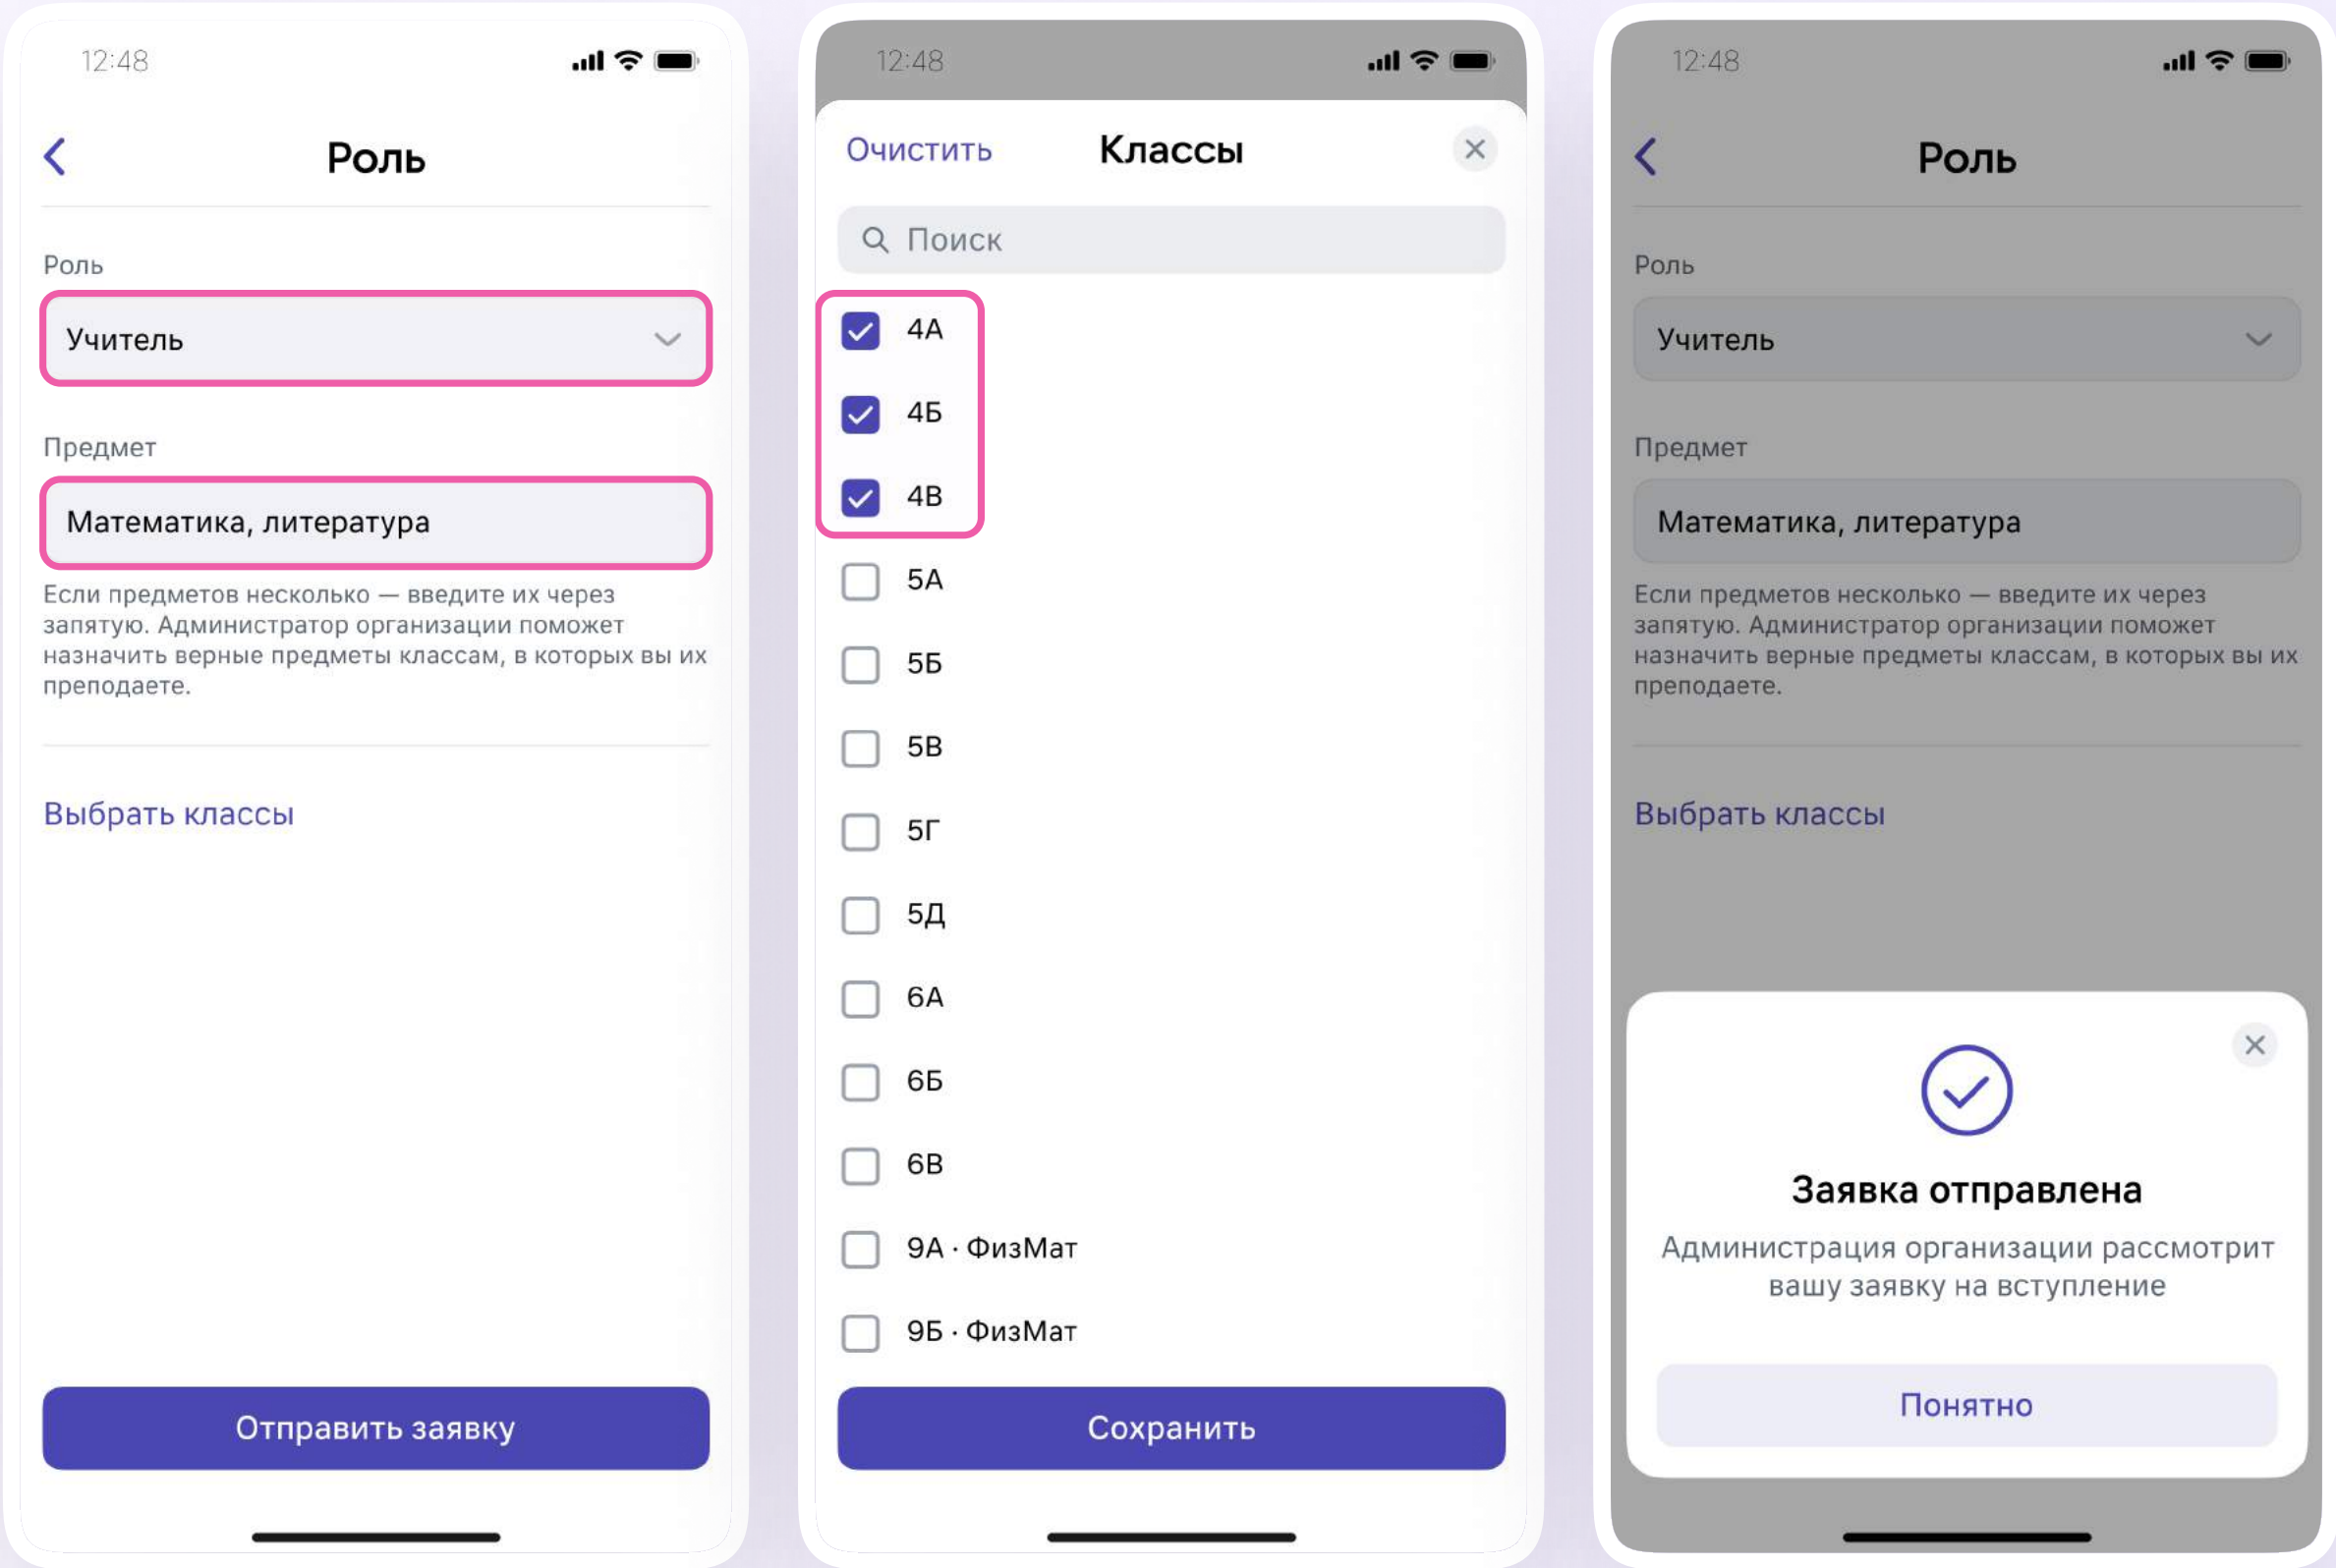 12:48
Роль
Роль
Учитель
Предмет
Математика, литература
Если предметов несколько — введите их через
запятую. Администратор организации поможет
назначить верные предметы классам, в которых вы их
преподаете.
Выбрать классы
Отправить заявку
12:48
Очистить
Классы
Поиск
4А
4Б
4В
5А
5Б
5В
5Г
5Д
6А
6Б
6В
9А · ФизМат
9Б · ФизМат
Сохранить
12:48
Роль
Роль
Учитель
Предмет
Математика, литература
Если предметов несколько — введите их через
запятую. Администратор организации поможет
назначить верные предметы классам, в которых вы их
преподаете.
Выбрать классы
Заявка отправлена
Администрация организации рассмотрит
вашу заявку на вступление
Понятно